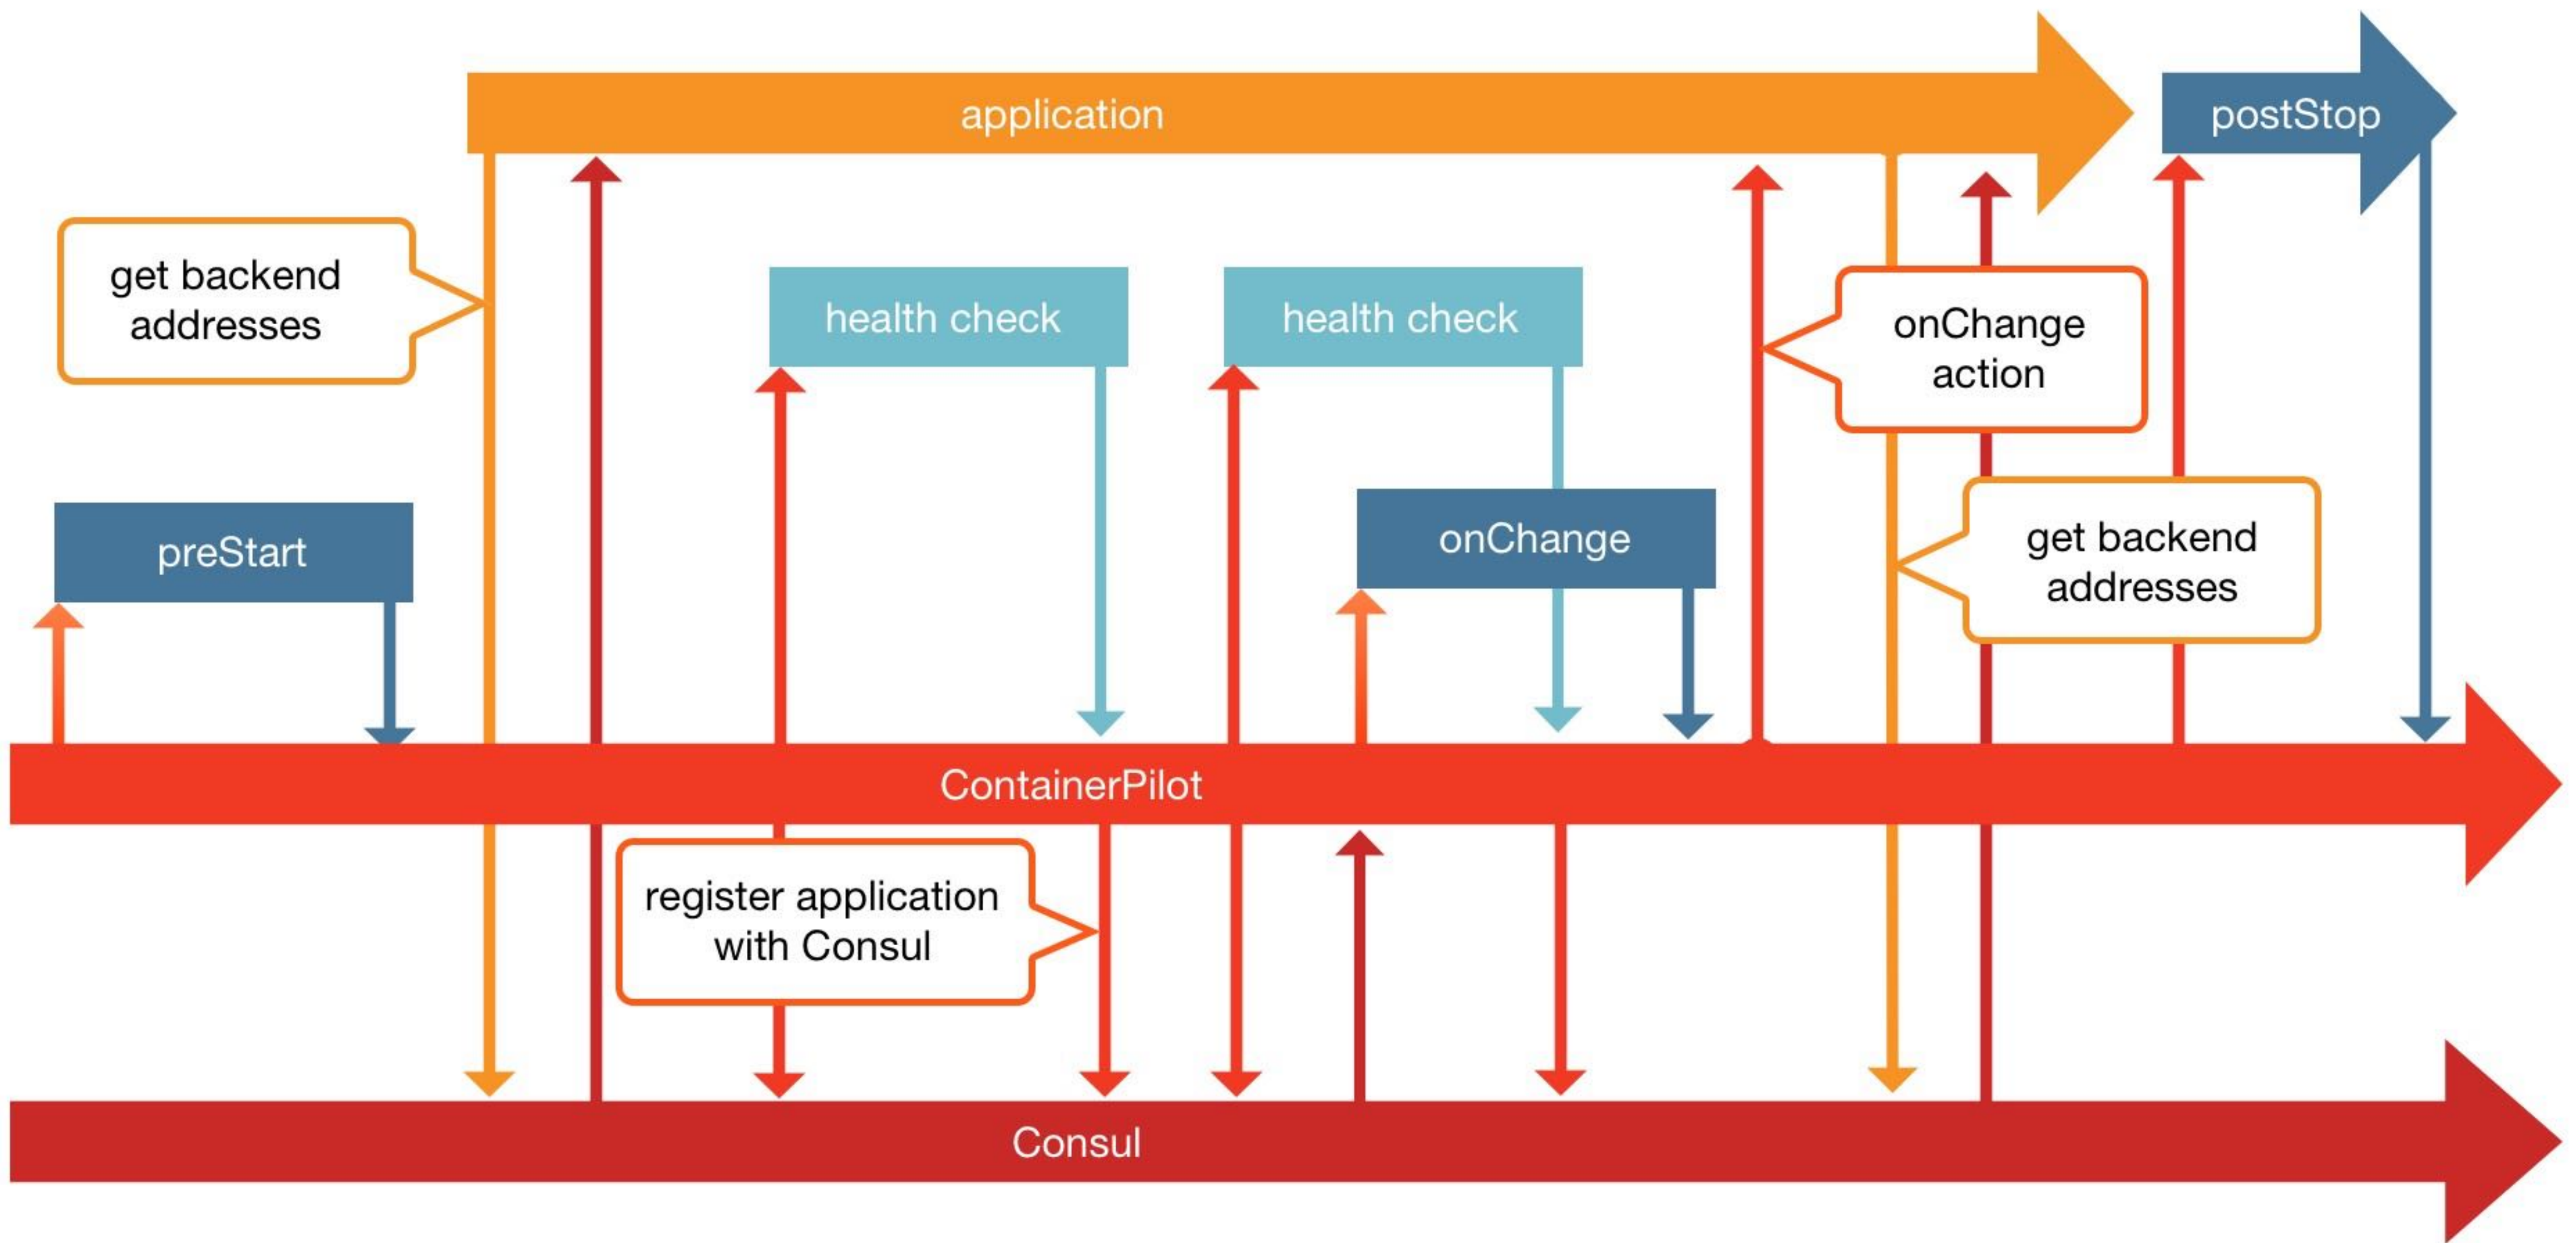 application
postStop
get backend
addresses
health check
health check
onChange
action
preStart
onChange
get backend
addresses
ContainerPilot
register application
with Consul
Consul